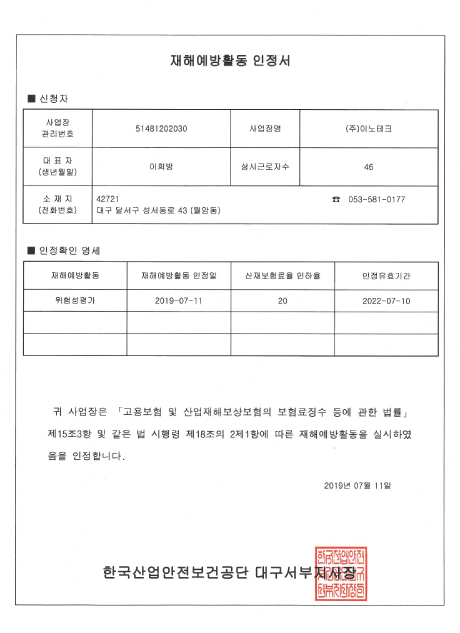 재해예방활동 인정서
■ 신청자
사업장
관리번호
51481202030
사업장명
(주)이노테크
대 표 자
(생년월일)
이희방
상시근로자수
46
소 재 지
(전화번호)
42721
대구 달서구 성서동로 43 (월암동)
☎ 053-581-0177
■ 인정확인 명세
재해예방활동
재해예방활동 인정일
산재보험료율 인하율
인정유효기간
위험성평가
2019-07-11
20
2022-07-10
귀 사업장은 「고용보험 및 산업재해보상보험의 보험료징수 등에 관한 법률」
제15조3항 및 같은 법 시행령 제18조의 2제1항에 따른 재해예방활동을 실시하였
음을 인정합니다.
2019년 07월 11일
한국산업안전보건공단 대구서부지사장